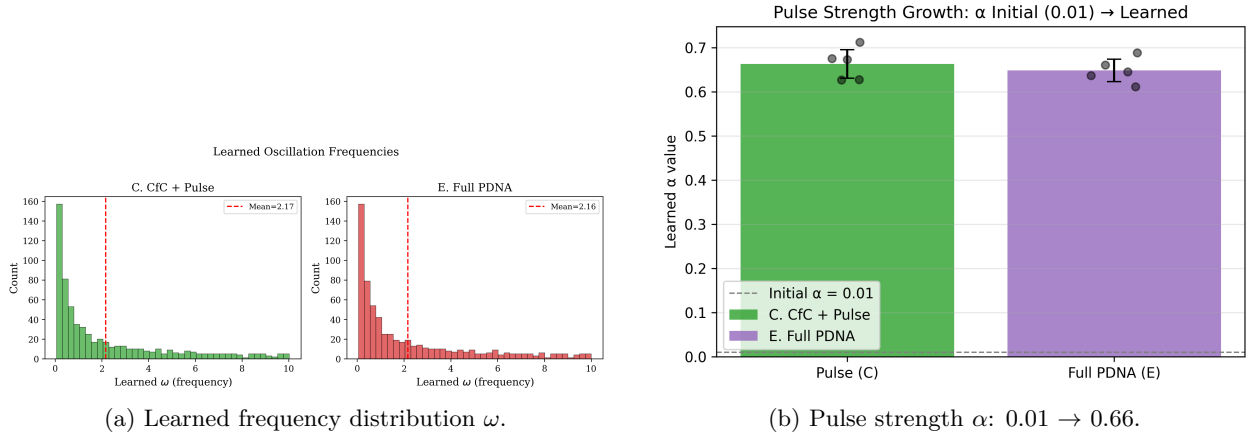 Learned Oscillation Frequencies
C. CfC + Pulse
Mean=2.17
160
140
120
100
80
60
40
20
0
Count
0 2 4 6 8 10
Learned ω (frequency)
E. Full PDNA
Mean=2.16
160
140
120
100
80
60
40
20
0
Count
0 2 4 6 8 10
Learned ω (frequency)
(a) Learned frequency distribution ω.
Pulse Strength Growth: α Initial (0.01) → Learned
0.7
0.6
0.5
0.4
0.3
0.2
0.1
0.0
Learned α value
Initial α = 0.01
C. CfC + Pulse
E. Full PDNA
Pulse (C) Full PDNA (E)
(b) Pulse strength α: 0.01 → 0.66.